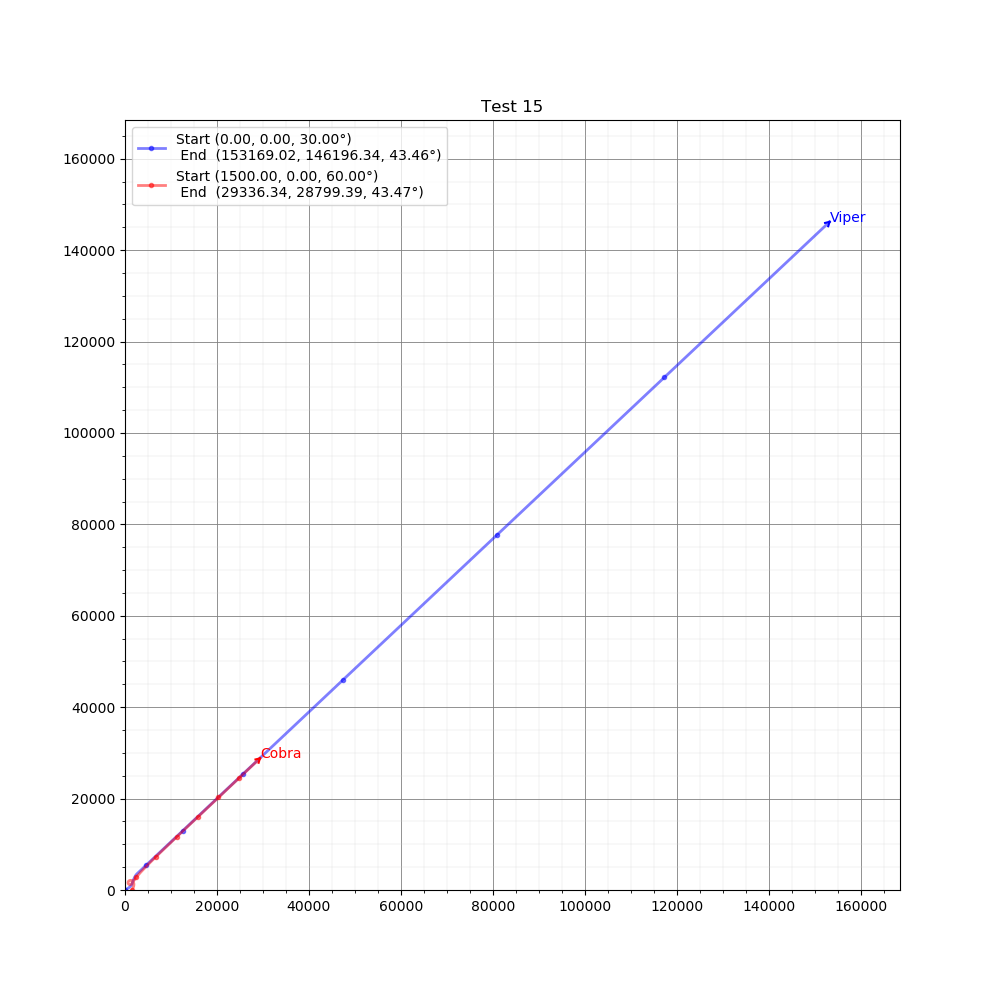 Test 15
Start (0.00, 0.00, 30.00°)
End (153169.02, 146196.34, 43.46°)
Start (1500.00, 0.00, 60.00°)
End (29336.34, 28799.39, 43.47°)
160000
140000
120000
100000
80000
60000
40000
20000
0
Viper
Cobra
0 20000 40000 60000 80000 100000 120000 140000 160000